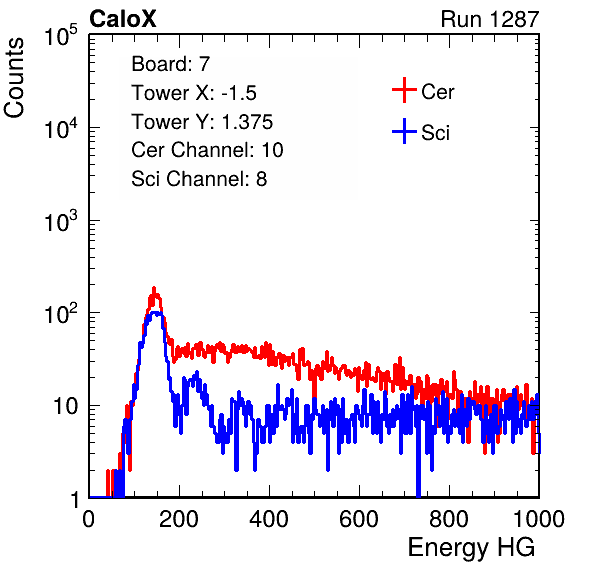 CaloX Run 1287
Counts
10^5
10^4
10^3
10^2
10
1
Board: 7
Tower X: -1.5
Tower Y: 1.375
Cer Channel: 10
Sci Channel: 8
Cer
Sci
0 200 400 600 800 1000
Energy HG